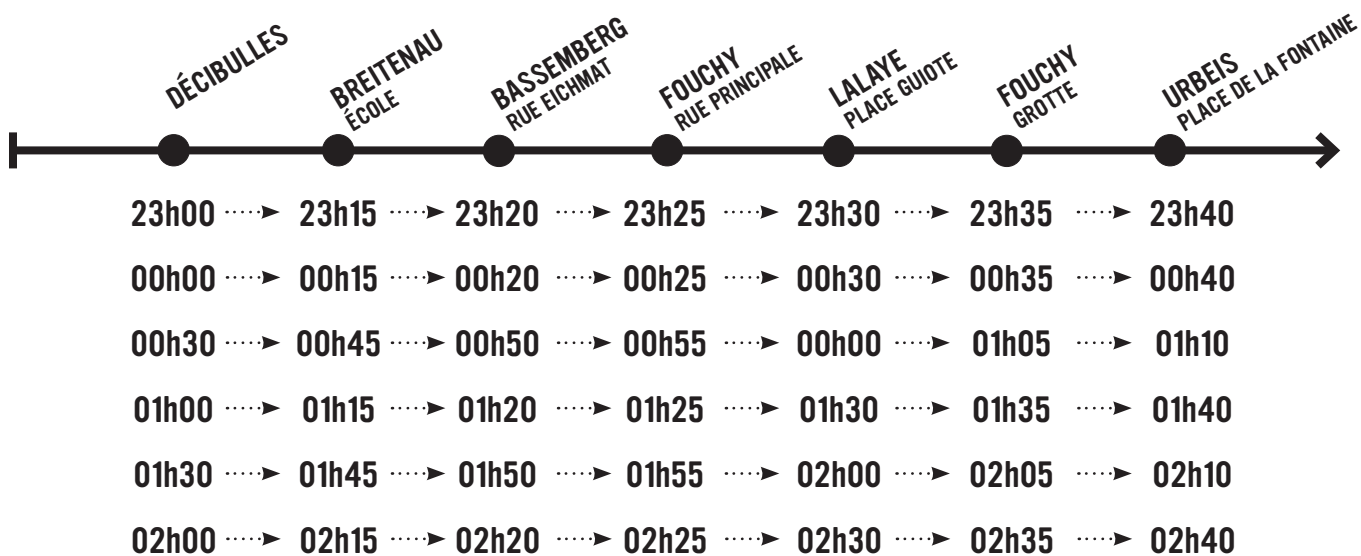 DÉCIBULLES
BREITENAU
ÉCOLE
BASSEMBERG
RUE EICHMAT
FOUCHY
RUE PRINCIPALE
LALAYE
PLACE GUIOTE
FOUCHY
GROTTE
URBEIS
PLACE DE LA FONTAINE
23h00 23h15 23h20 23h25 23h30 23h35 23h40
00h00 00h15 00h20 00h25 00h30 00h35 00h40
00h30 00h45 00h50 00h55 00h00 01h05 01h10
01h00 01h15 01h20 01h25 01h30 01h35 01h40
01h30 01h45 01h50 01h55 02h00 02h05 02h10
02h00 02h15 02h20 02h25 02h30 02h35 02h40